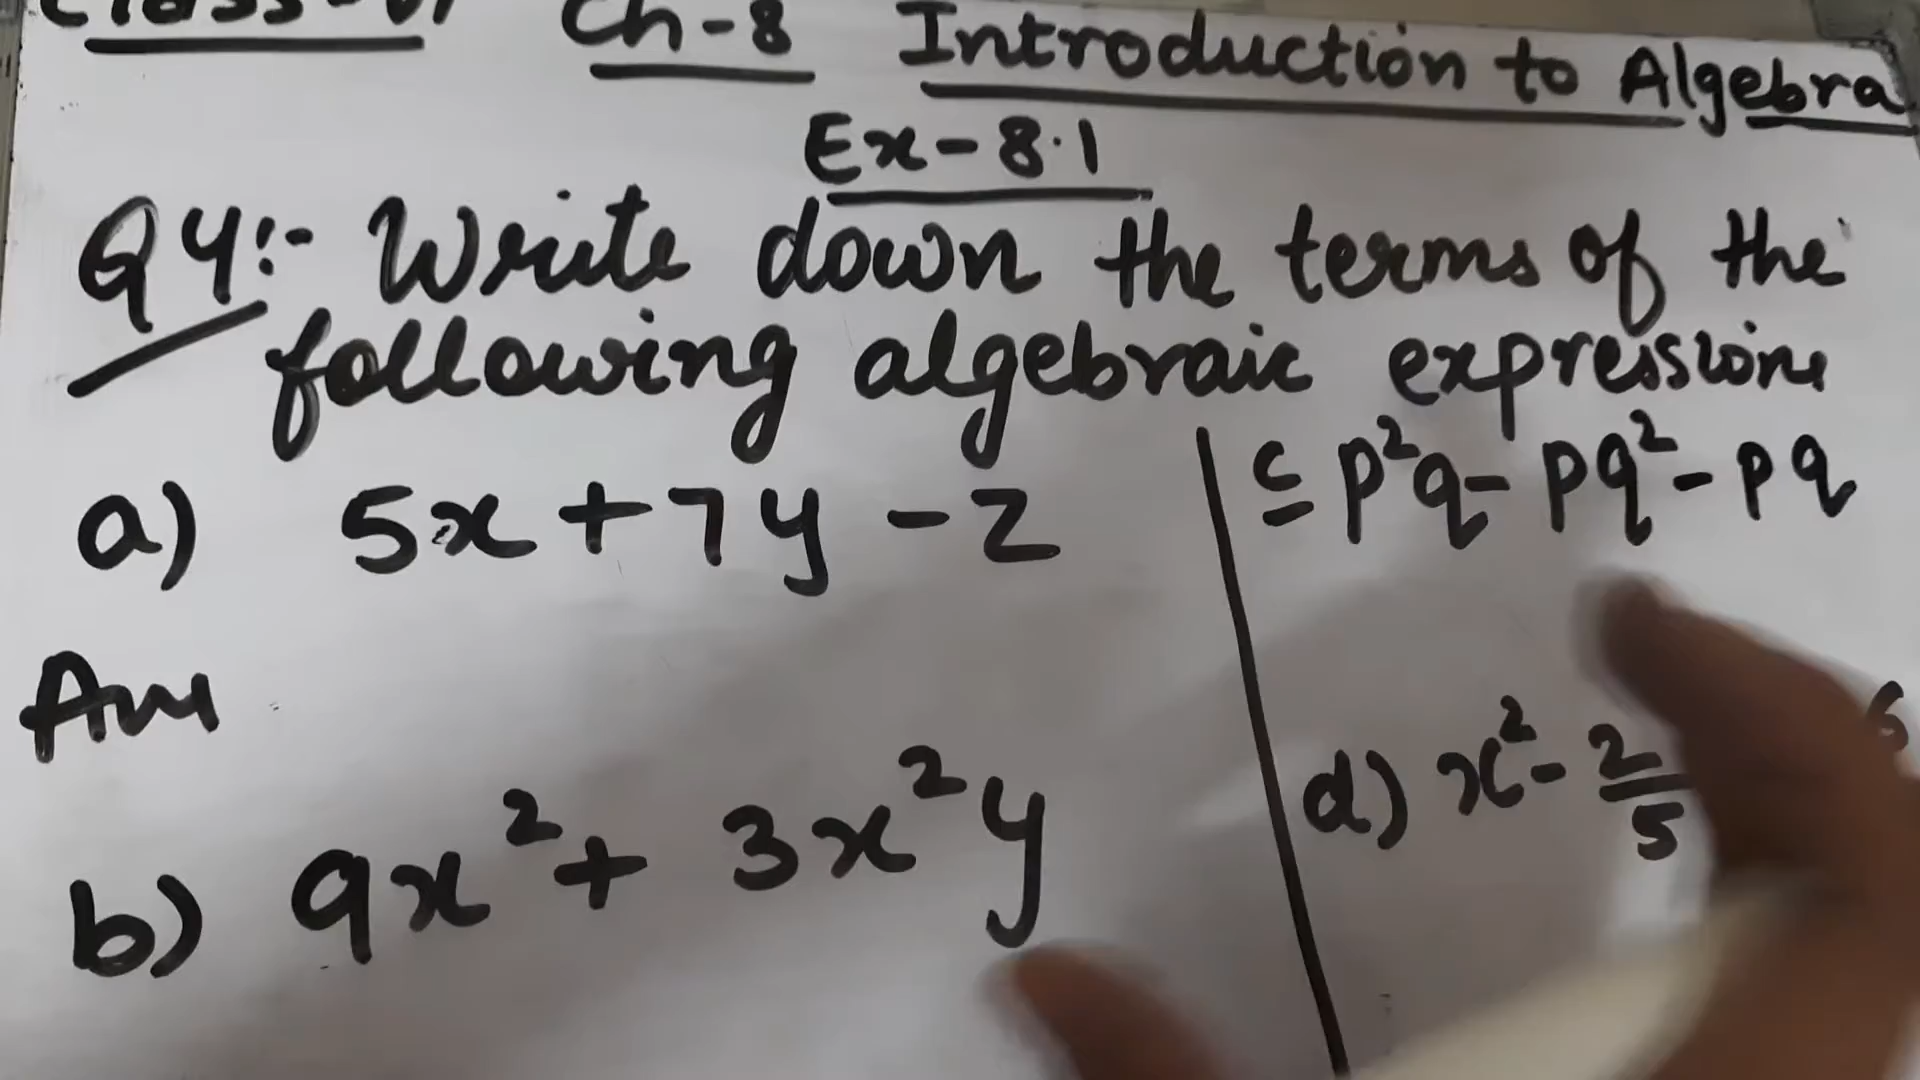 Ch-8 Introduction to Algebra
Ex-8.1
Q4:- Write down the terms of the
following algebraic expressions
a) 5x+7y-z
c p²q-pq²-pq
Ans
b) 9x²+3x²y
d) x²-2/5